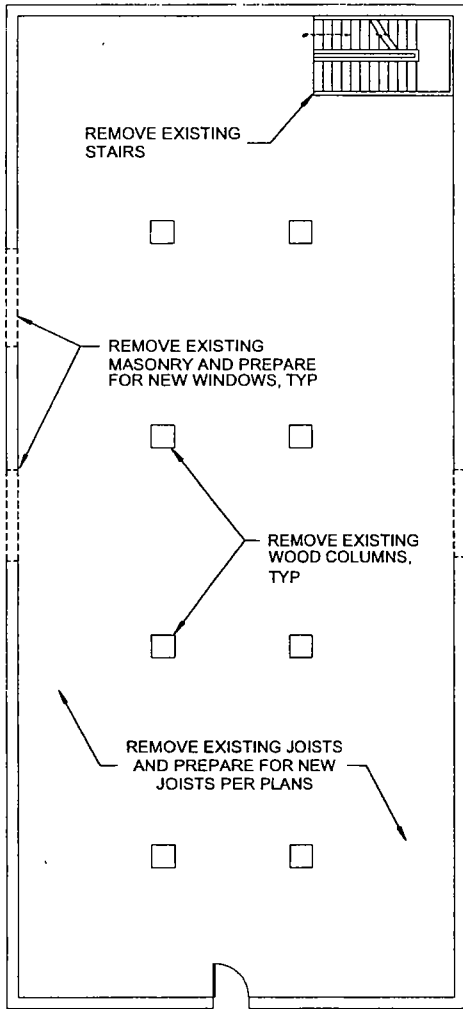 REMOVE EXISTING
STAIRS
REMOVE EXISTING
MASONRY AND PREPARE
FOR NEW WINDOWS, TYP
REMOVE EXISTING
WOOD COLUMNS,
TYP
REMOVE EXISTING JOISTS
AND PREPARE FOR NEW
JOISTS PER PLANS